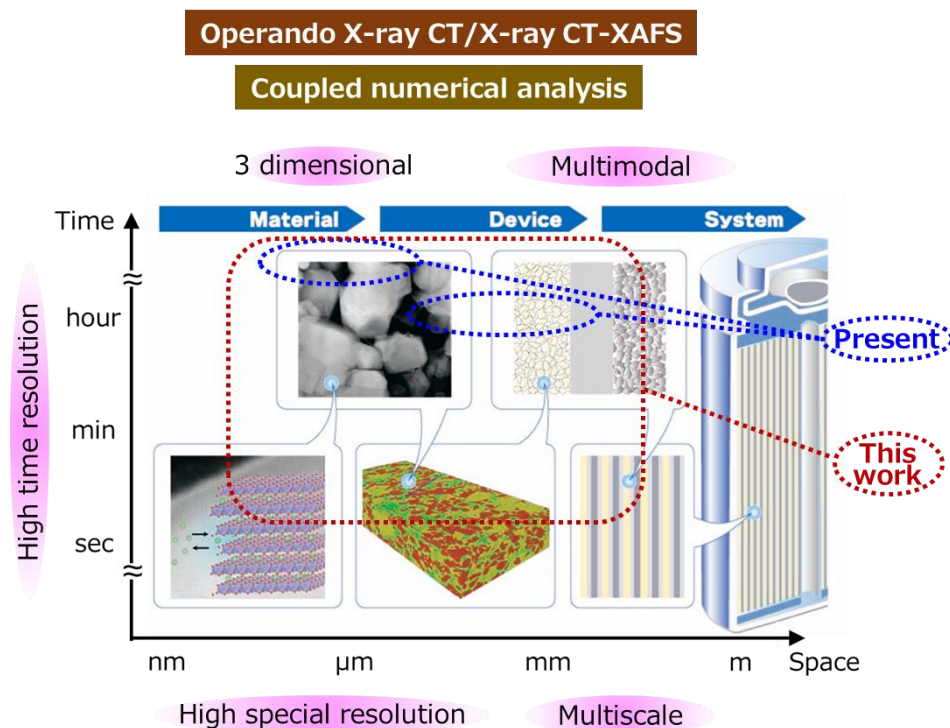 Operando X-ray CT/X-ray CT-XAFS
Coupled numerical analysis
3 dimensional
Multimodal
Time
Material
Device
System
hour
min
sec
High time resolution
Present
This
work
nm
μm
mm
m
Space
High special resolution
Multiscale